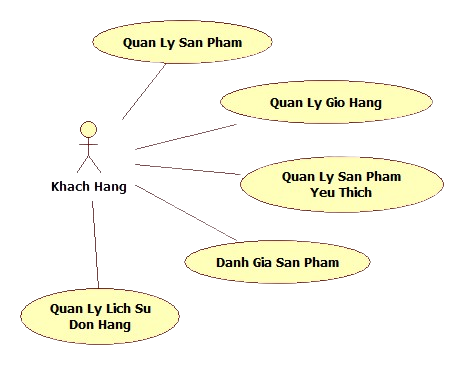 Quan Ly San Pham
Quan Ly Gio Hang
Khach Hang
Quan Ly San Pham
Yeu Thich
Danh Gia San Pham
Quan Ly Lich Su
Don Hang